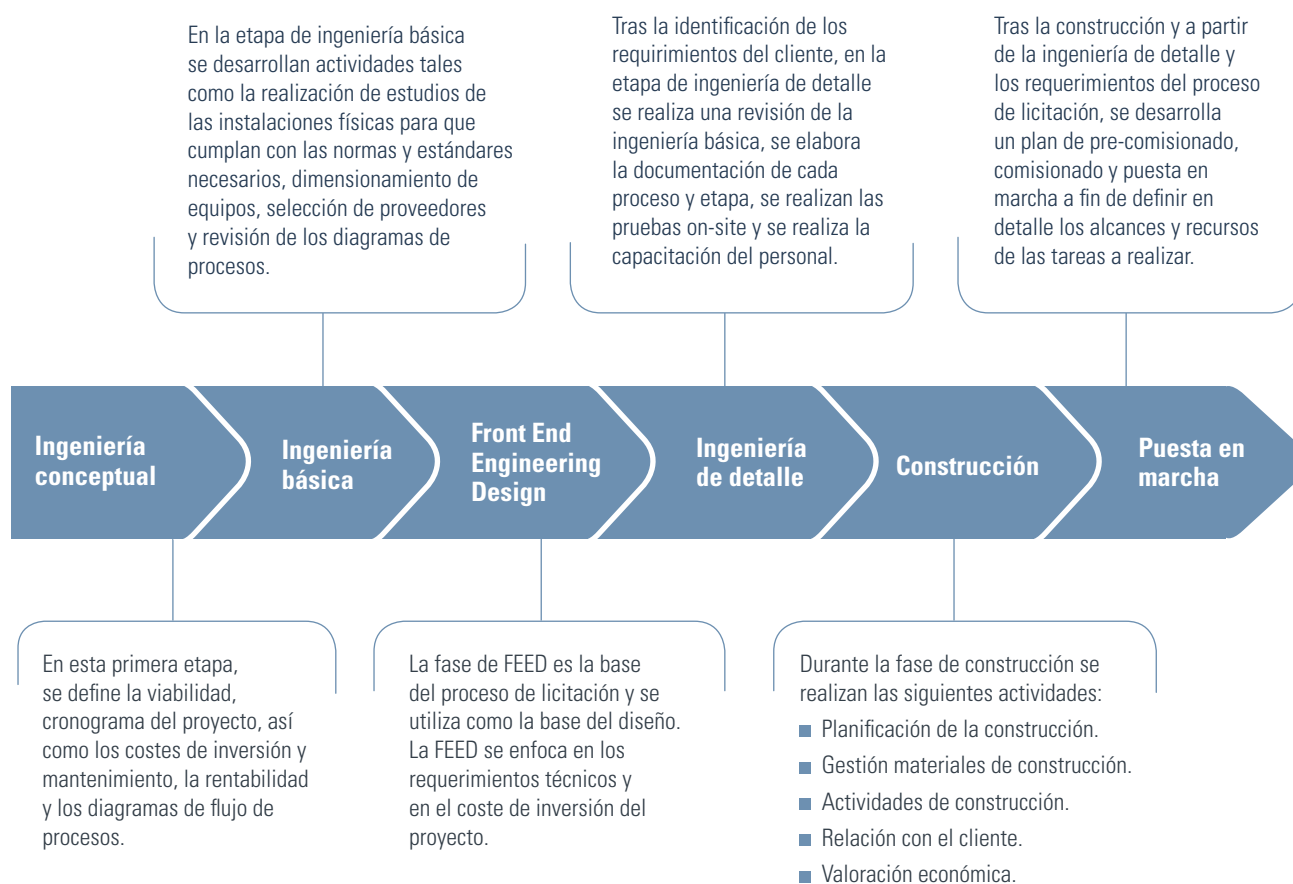 En la etapa de ingeniería básica
se desarrollan actividades tales
como la realización de estudios de
las instalaciones físicas para que
cumplan con las normas y estándares
necesarios, dimensionamiento de
equipos, selección de proveedores
y revisión de los diagramas de
procesos.
Tras la identificación de los
requirimientos del cliente, en la
etapa de ingeniería de detalle
se realiza una revisión de la
ingeniería básica, se elabora
la documentación de cada
proceso y etapa, se realizan las
pruebas on-site y se realiza la
capacitación del personal.
Tras la construcción y a partir
de la ingeniería de detalle y
los requerimientos del proceso
de licitación, se desarrolla
un plan de pre-comisionado,
comisionado y puesta en
marcha a fin de definir en
detalle los alcances y recursos
de las tareas a realizar.
Ingeniería
conceptual
Ingeniería
básica
Front End
Engineering
Design
Ingeniería
de detalle
Construcción
Puesta en
marcha
En esta primera etapa,
se define la viabilidad,
cronograma del proyecto, así
como los costes de inversión y
mantenimiento, la rentabilidad
y los diagramas de flujo de
procesos.
La fase de FEED es la base
del proceso de licitación y se
utiliza como la base del diseño.
La FEED se enfoca en los
requerimientos técnicos y
en el coste de inversión del
proyecto.
Durante la fase de construcción se
realizan las siguientes actividades:
■ Planificación de la construcción.
■ Gestión materiales de construcción.
■ Actividades de construcción.
■ Relación con el cliente.
■ Valoración económica.